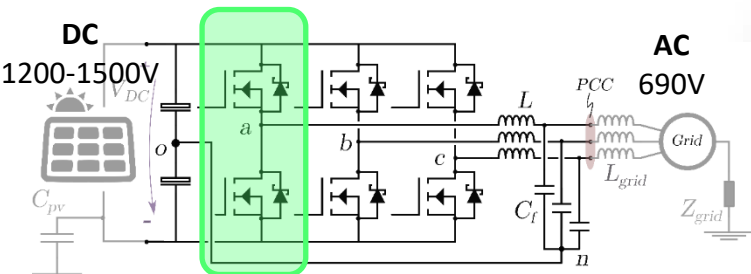 DC
1200-1500V
V_DC
AC
690V
PCC
L
a
b
c
o
Grid
L_grid
C_pv
C_f
Z_grid
n
-